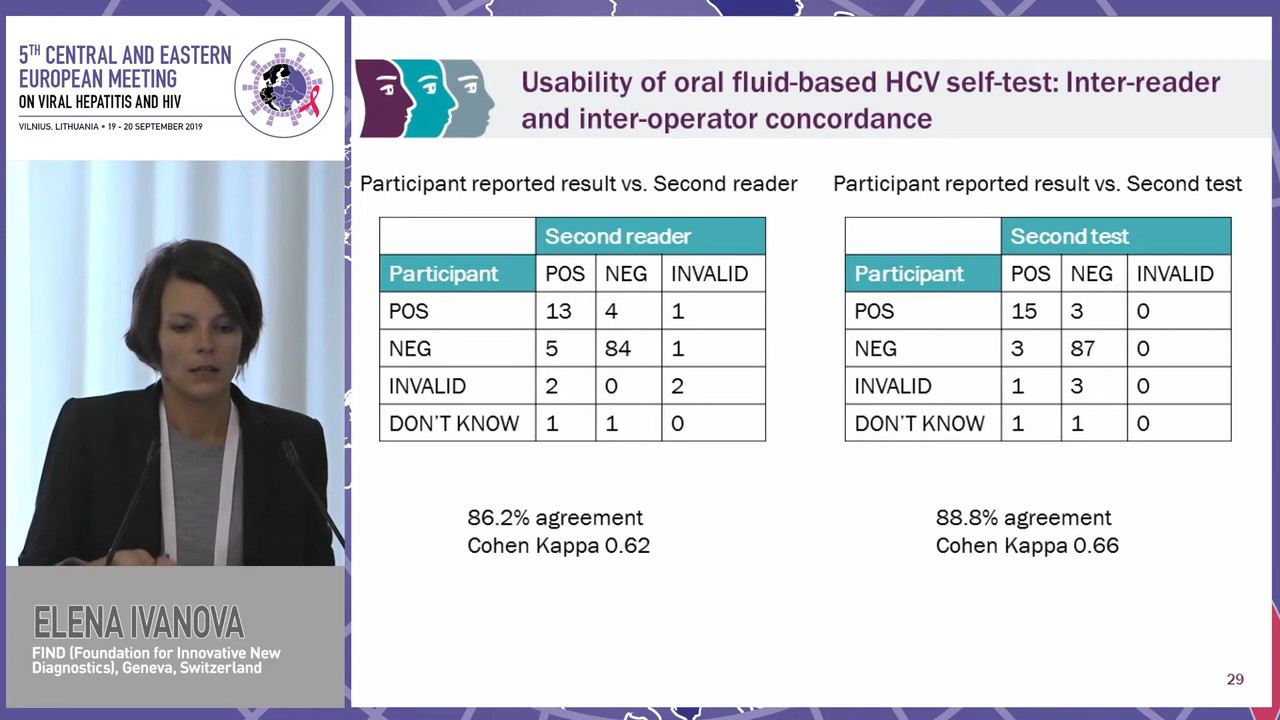 5TH CENTRAL AND EASTERN
EUROPEAN MEETING
ON VIRAL HEPATITIS AND HIV
VILNIUS, LITHUANIA • 19 - 20 SEPTEMBER 2019
Usability of oral fluid-based HCV self-test: Inter-reader
and inter-operator concordance
Participant reported result vs. Second reader
Second reader
Participant POS NEG INVALID
POS 13 4 1
NEG 5 84 1
INVALID 2 0 2
DON'T KNOW 1 1 0
86.2% agreement
Cohen Kappa 0.62
Participant reported result vs. Second test
Second test
Participant POS NEG INVALID
POS 15 3 0
NEG 3 87 0
INVALID 1 3 0
DON'T KNOW 1 1 0
88.8% agreement
Cohen Kappa 0.66
ELENA IVANOVA
FIND (Foundation for Innovative New
Diagnostics), Geneva, Switzerland
29